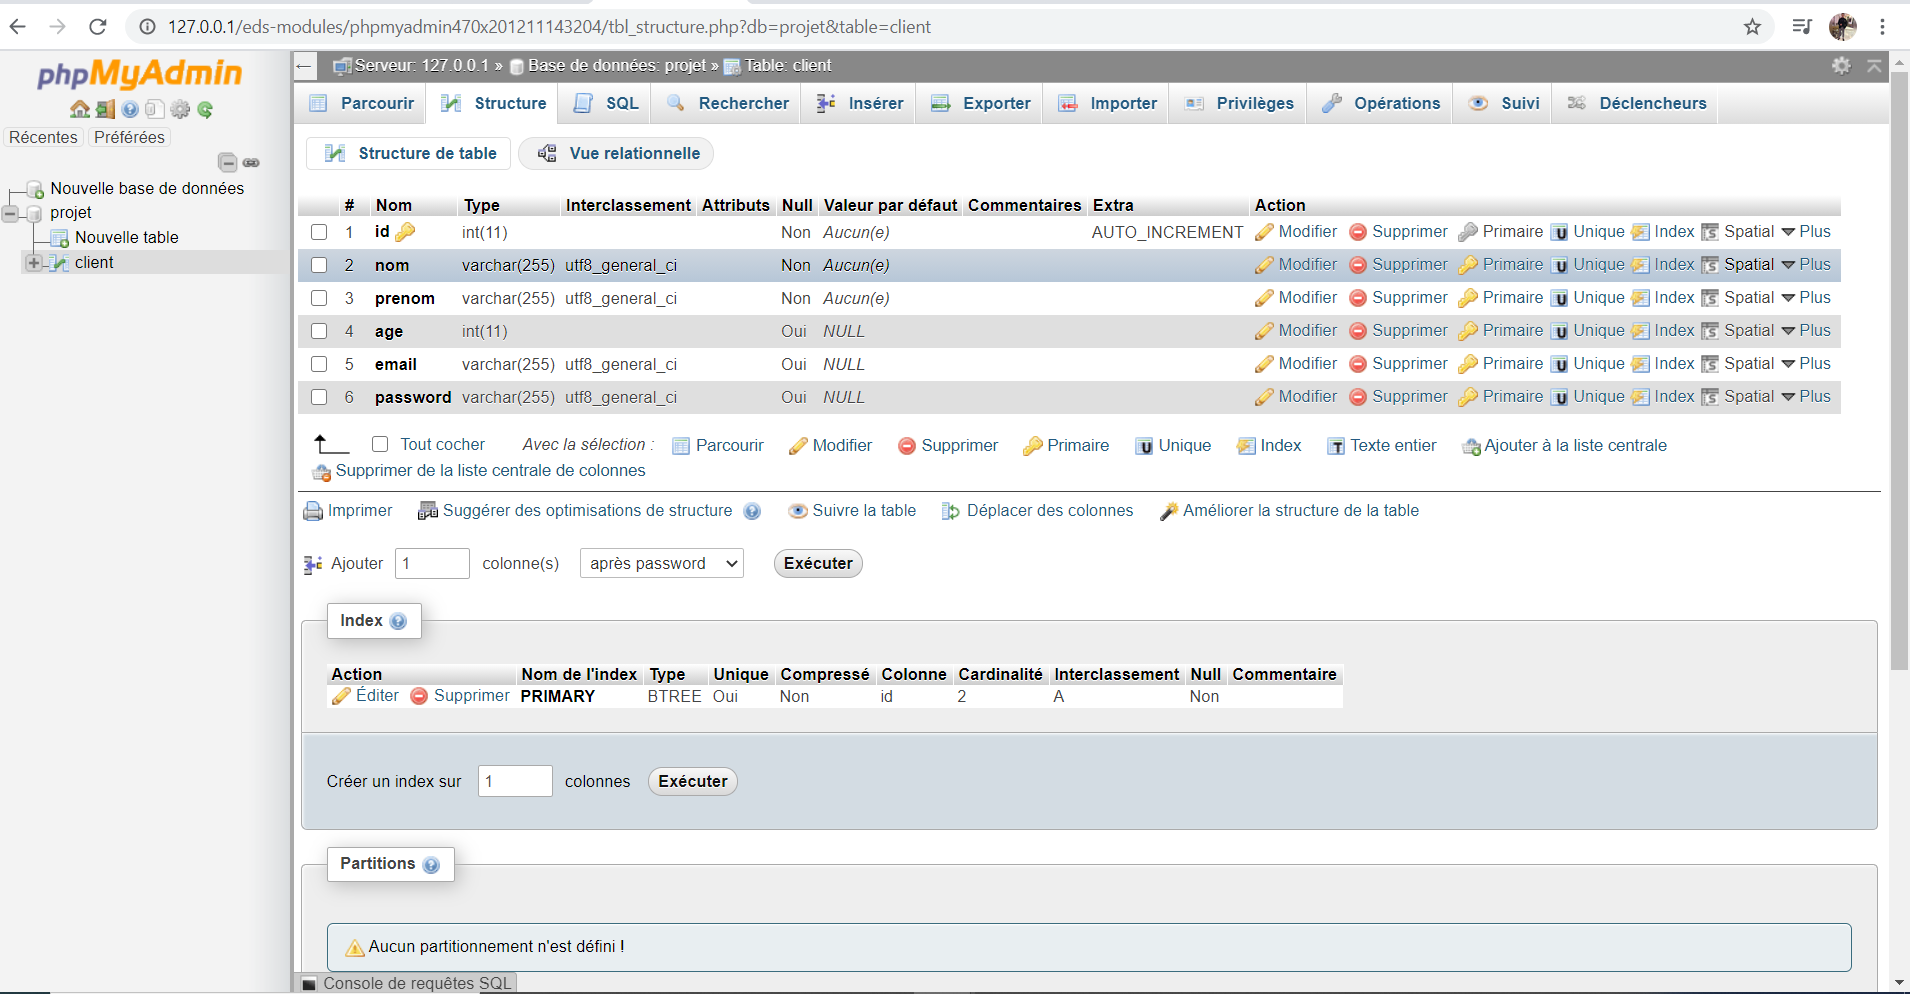 127.0.0.1/eds-modules/phpmyadmin470x201211143204/tbl_structure.php?db=projet&table=client
phpMyAdmin
Récentes Préférées
Nouvelle base de données
projet
Nouvelle table
client
Serveur: 127.0.0.1 » Base de données: projet » Table: client
Parcourir Structure SQL Rechercher Insérer Exporter Importer Privilèges Opérations Suivi Déclencheurs
Structure de table Vue relationnelle
# Nom Type Interclassement Attributs Null Valeur par défaut Commentaires Extra Action
1 id int(11) Non Aucun(e) AUTO_INCREMENT Modifier Supprimer Primaire Unique Index Spatial Plus
2 nom varchar(255) utf8_general_ci Non Aucun(e) Modifier Supprimer Primaire Unique Index Spatial Plus
3 prenom varchar(255) utf8_general_ci Non Aucun(e) Modifier Supprimer Primaire Unique Index Spatial Plus
4 age int(11) Oui NULL Modifier Supprimer Primaire Unique Index Spatial Plus
5 email varchar(255) utf8_general_ci Oui NULL Modifier Supprimer Primaire Unique Index Spatial Plus
6 password varchar(255) utf8_general_ci Oui NULL Modifier Supprimer Primaire Unique Index Spatial Plus
Tout cocher Avec la sélection : Parcourir Modifier Supprimer Primaire Unique Index Texte entier Ajouter à la liste centrale
Supprimer de la liste centrale de colonnes
Imprimer Suggérer des optimisations de structure Suivre la table Déplacer des colonnes Améliorer la structure de la table
Ajouter 1 colonne(s) après password Exécuter
Index
Action Nom de l'index Type Unique Compressé Colonne Cardinalité Interclassement Null Commentaire
Éditer Supprimer PRIMARY BTREE Oui Non id 2 A Non
Créer un index sur 1 colonnes Exécuter
Partitions
Aucun partitionnement n'est défini !
Console de requêtes SQL